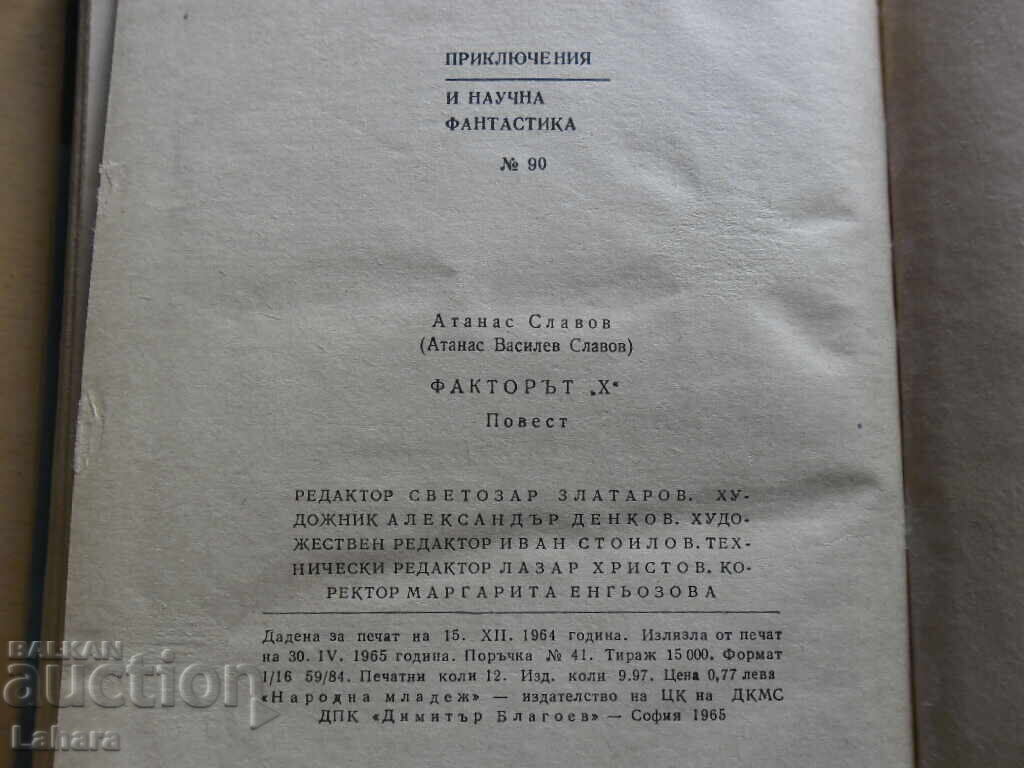 ПРИКЛЮЧЕНИЯ
И НАУЧНА
ФАНТАСТИКА
№ 90
Атанас Славов
(Атанас Василев Славов)
ФАКТОРЪТ „Х“
Повест
РЕДАКТОР СВЕТОЗАР ЗЛАТАРОВ. ХУ-
ДОЖНИК АЛЕКСАНДЪР ДЕНКОВ. ХУДО-
ЖЕСТВЕН РЕДАКТОР ИВАН СТОИЛОВ. ТЕХ-
НИЧЕСКИ РЕДАКТОР ЛАЗАР ХРИСТОВ. КО-
РЕКТОР МАРГАРИТА ЕНГЬОЗОВА
Дадена за печат на 15. XII. 1964 година. Излязла от печат
на 30. IV. 1965 година. Поръчка № 41. Тираж 15 000. Формат
1/16 59/84. Печатни коли 12. Изд. коли 9.97. Цена 0,77 лева
«Народна младеж» — издателство на ЦК на ДКМС
ДПК «Димитър Благоев» — София 1965
BALKAN
auction
Lahara